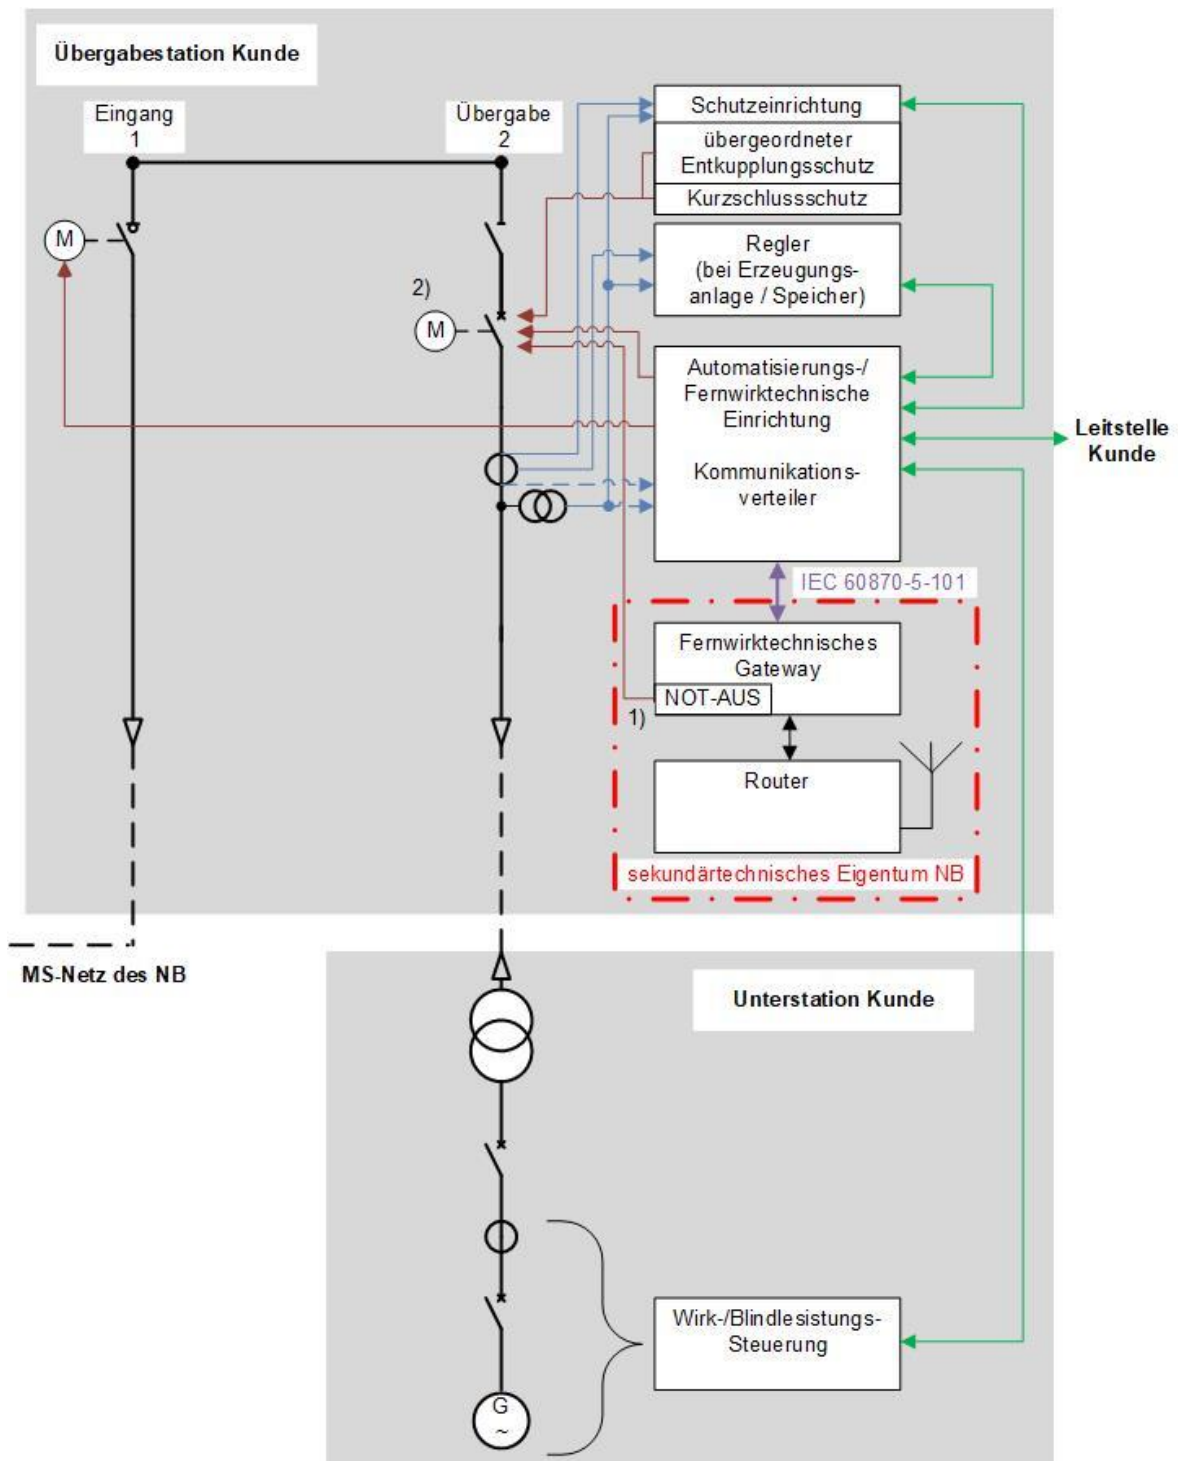 Übergabestation Kunde
Eingang
1
Übergabe
2
Schutzeinrichtung
übergeordneter
Entkupplungsschutz
Kurzschlussschutz
M
Regler
(bei Erzeugungs-
anlage / Speicher)
2)
M
Automatisierungs-/
Fernwirktechnische
Einrichtung
Kommunikations-
verteiler
Leitstelle
Kunde
IEC 60870-5-101
Fernwirktechnisches
Gateway
NOT-AUS
1)
Router
sekundärtechnisches Eigentum NB
MS-Netz des NB
Unterstation Kunde
Wirk-/Blindlesistungs-
Steuerung
G
~